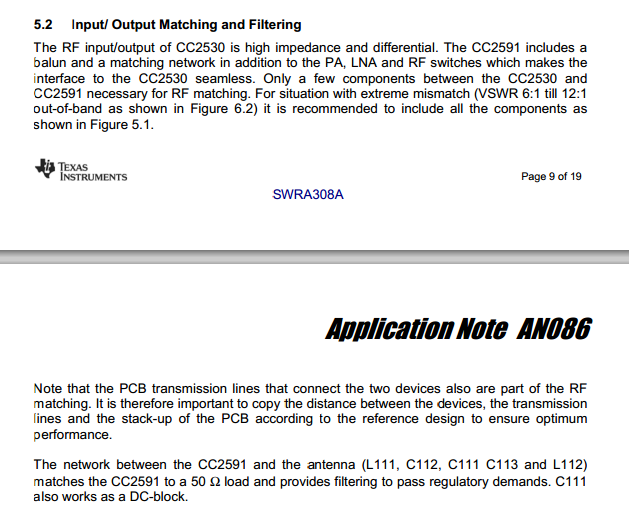 5.2 Input/ Output Matching and Filtering
The RF input/output of CC2530 is high impedance and differential. The CC2591 includes a
balun and a matching network in addition to the PA, LNA and RF switches which makes the
interface to the CC2530 seamless. Only a few components between the CC2530 and
CC2591 necessary for RF matching. For situation with extreme mismatch (VSWR 6:1 till 12:1
out-of-band as shown in Figure 6.2) it is recommended to include all the components as
shown in Figure 5.1.
TEXAS
INSTRUMENTS
Page 9 of 19
SWRA308A
Application Note AN086
Note that the PCB transmission lines that connect the two devices also are part of the RF
matching. It is therefore important to copy the distance between the devices, the transmission
lines and the stack-up of the PCB according to the reference design to ensure optimum
performance.
The network between the CC2591 and the antenna (L111, C112, C111 C113 and L112)
matches the CC2591 to a 50 Ω load and provides filtering to pass regulatory demands. C111
also works as a DC-block.